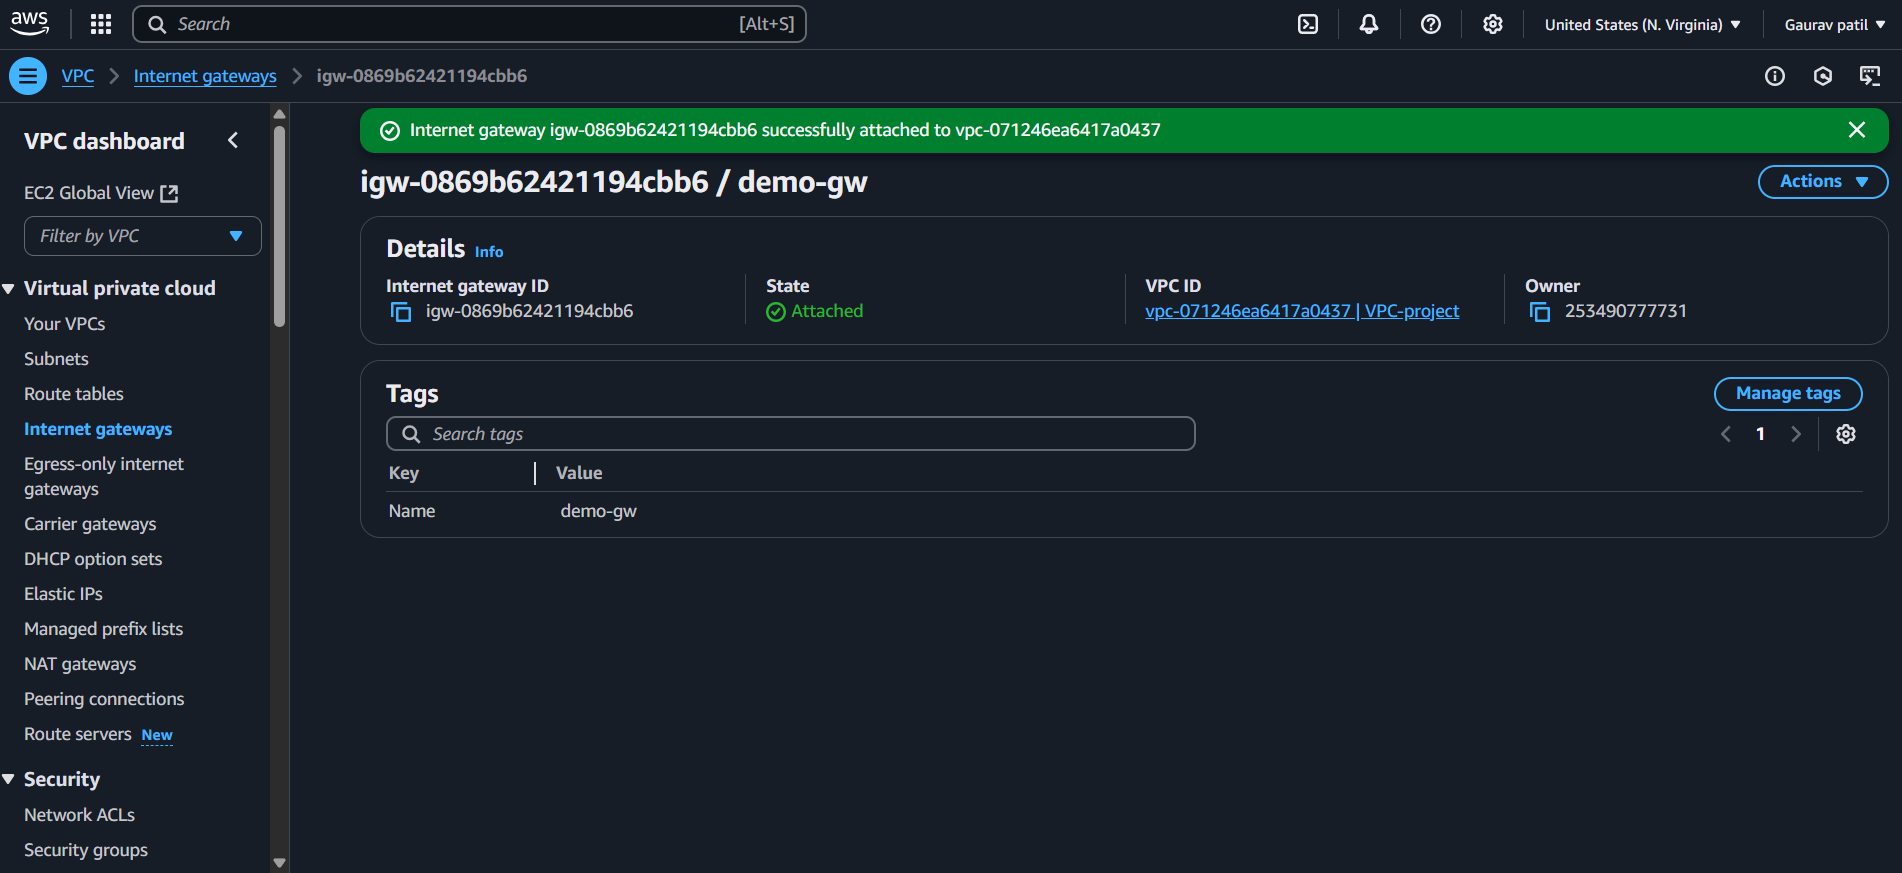 aws
Search [Alt+S]
United States (N. Virginia)
Gaurav patil
VPC
Internet gateways
igw-0869b62421194cbb6
VPC dashboard
EC2 Global View
Filter by VPC
Virtual private cloud
Your VPCs
Subnets
Route tables
Internet gateways
Egress-only internet
gateways
Carrier gateways
DHCP option sets
Elastic IPs
Managed prefix lists
NAT gateways
Peering connections
Route servers New
Security
Network ACLs
Security groups
Internet gateway igw-0869b62421194cbb6 successfully attached to vpc-071246ea6417a0437
igw-0869b62421194cbb6 / demo-gw
Actions
Details Info
Internet gateway ID
igw-0869b62421194cbb6
State
Attached
VPC ID
vpc-071246ea6417a0437 | VPC-project
Owner
253490777731
Tags
Manage tags
Search tags
1
Key Value
Name demo-gw